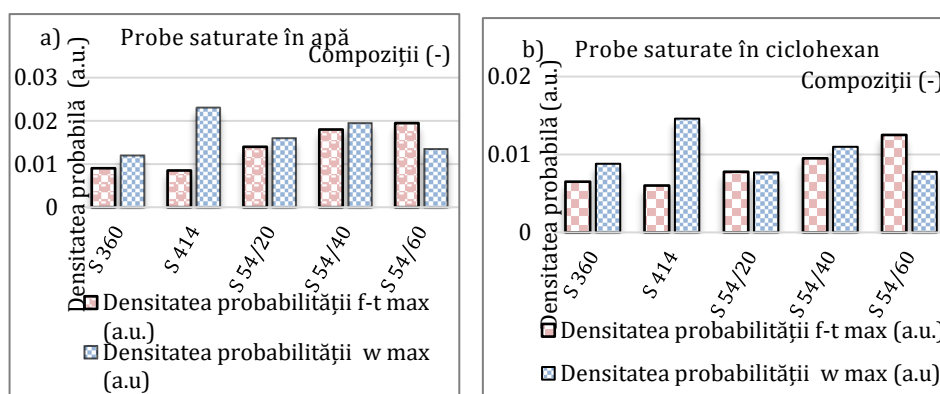 a)
Probe saturate în apă
Compoziții (-)
Densitatea probabilă (a.u.)
0.03
0.02
0.01
0
S 360
S 414
S 54/20
S 54/40
S 54/60
Densitatea probabilității f-t max
(a.u.)
Densitatea probabilității w max
(a.u)
b)
Probe saturate în ciclohexan
Compoziții (-)
Densitatea probabilă (a.u.)
0.02
0.01
0
S 360
S 414
S 54/20
S 54/40
S 54/60
Densitatea probabilității f-t max (a.u.)
Densitatea probabilității w max (a.u)